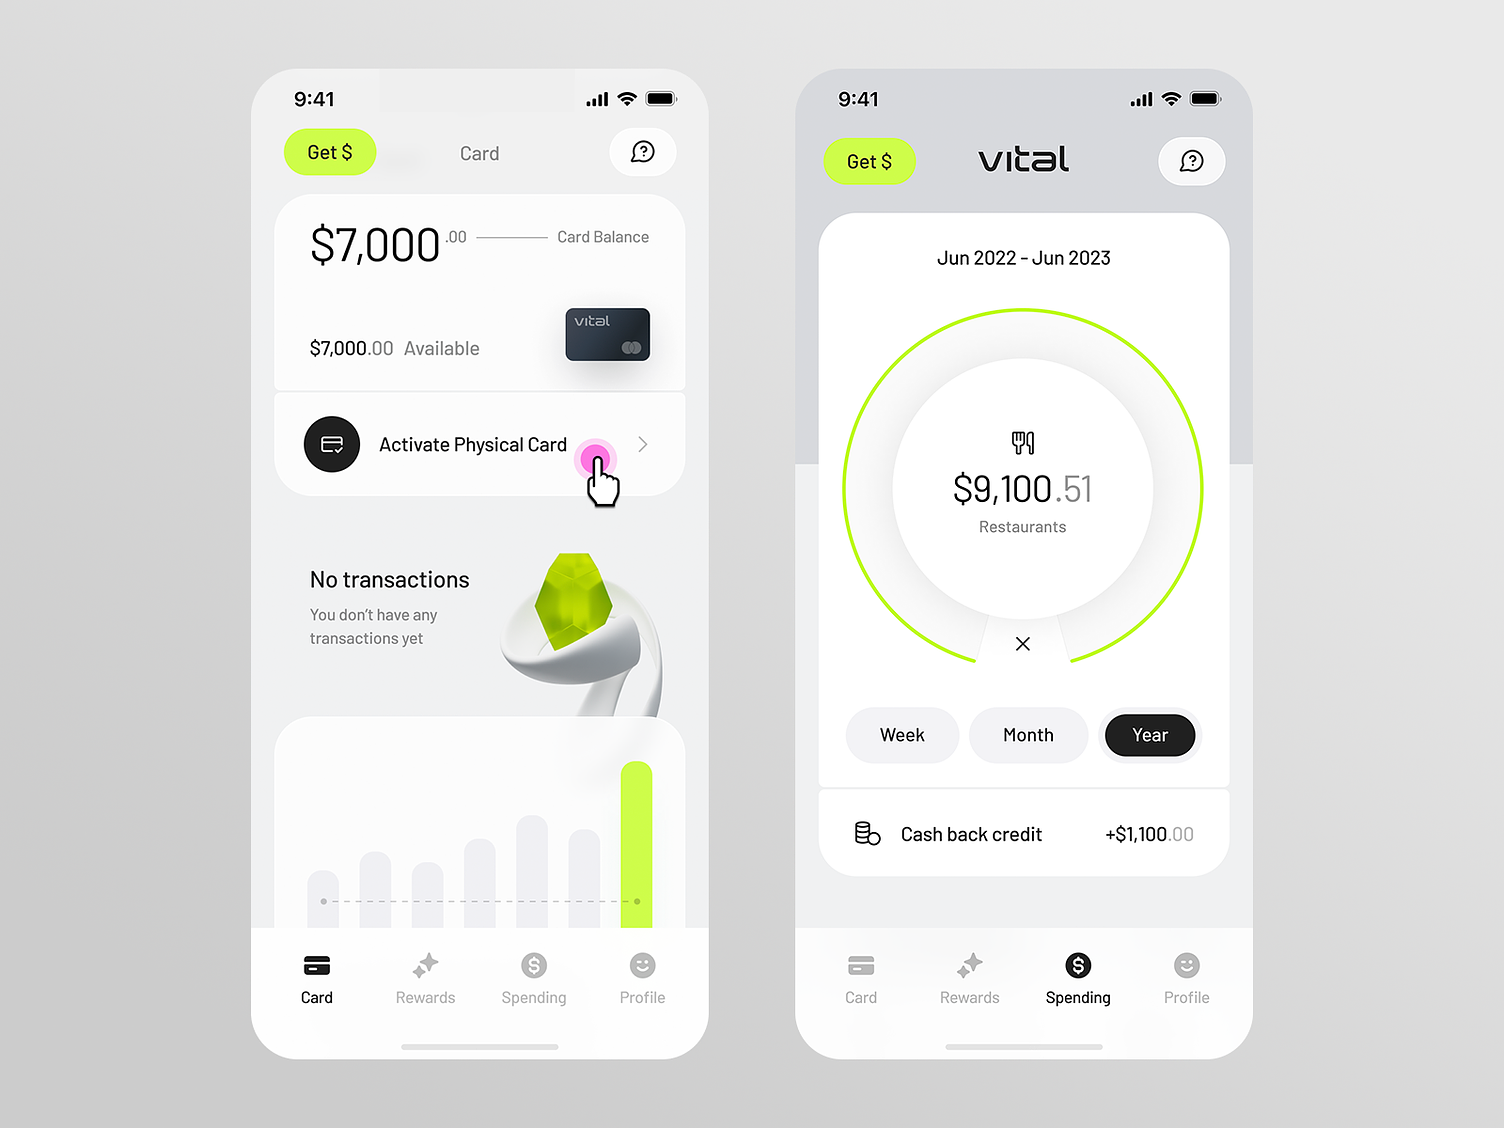 9:41
Get $
Card
$7,000.00
Card Balance
vital
$7,000.00 Available
Activate Physical Card
No transactions
You don't have any
transactions yet
Card
Rewards
Spending
Profile
9:41
Get $
vital
Jun 2022 - Jun 2023
$9,100.51
Restaurants
Week
Month
Year
Cash back credit
+$1,100.00
Card
Rewards
Spending
Profile